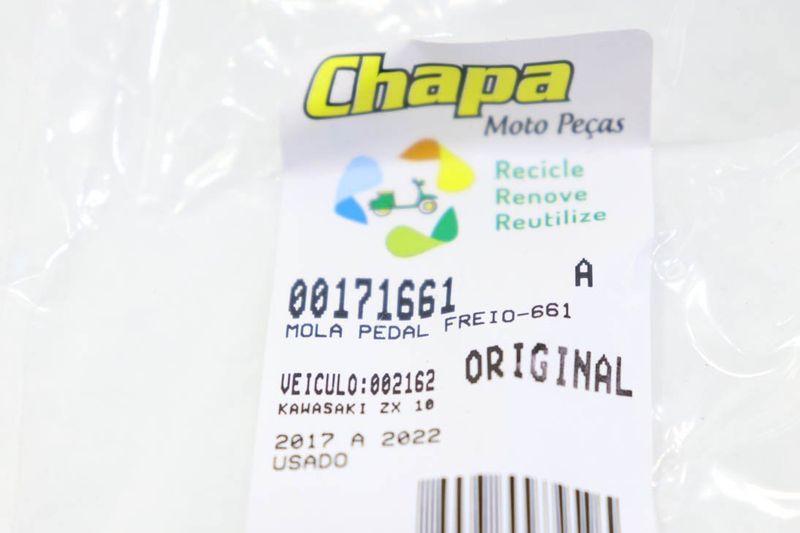 Chapa
Moto Peças
Recicle
Renove
Reutilize
A
00171661
MOLA PEDAL FREIO-661
ORIGINAL
VEICULO:002162
KAWASAKI ZX 10
2017 A 2022
USADO